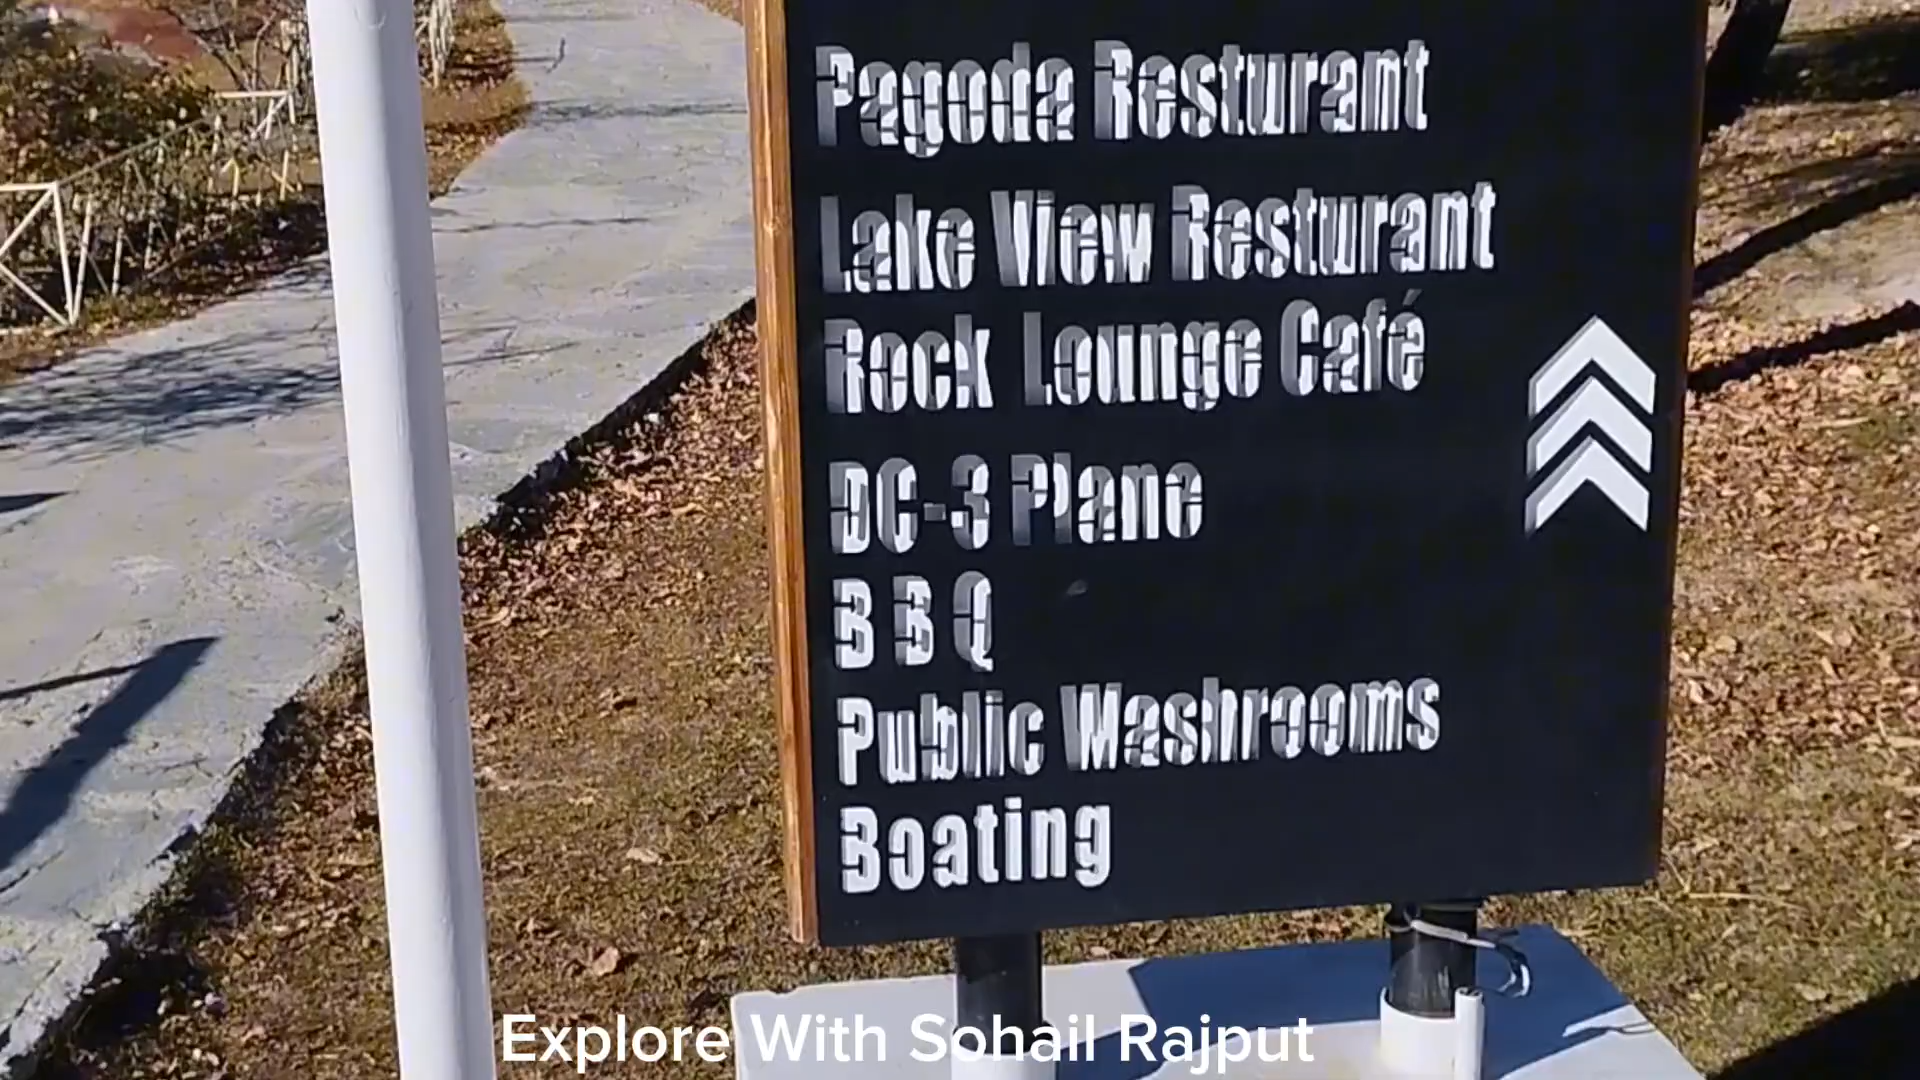 Pagoda Resturant
Lake View Resturant
Rock Lounge Café
DC-3 Plane
B B Q
Public Washrooms
Boating
Explore With Sohail Rajput